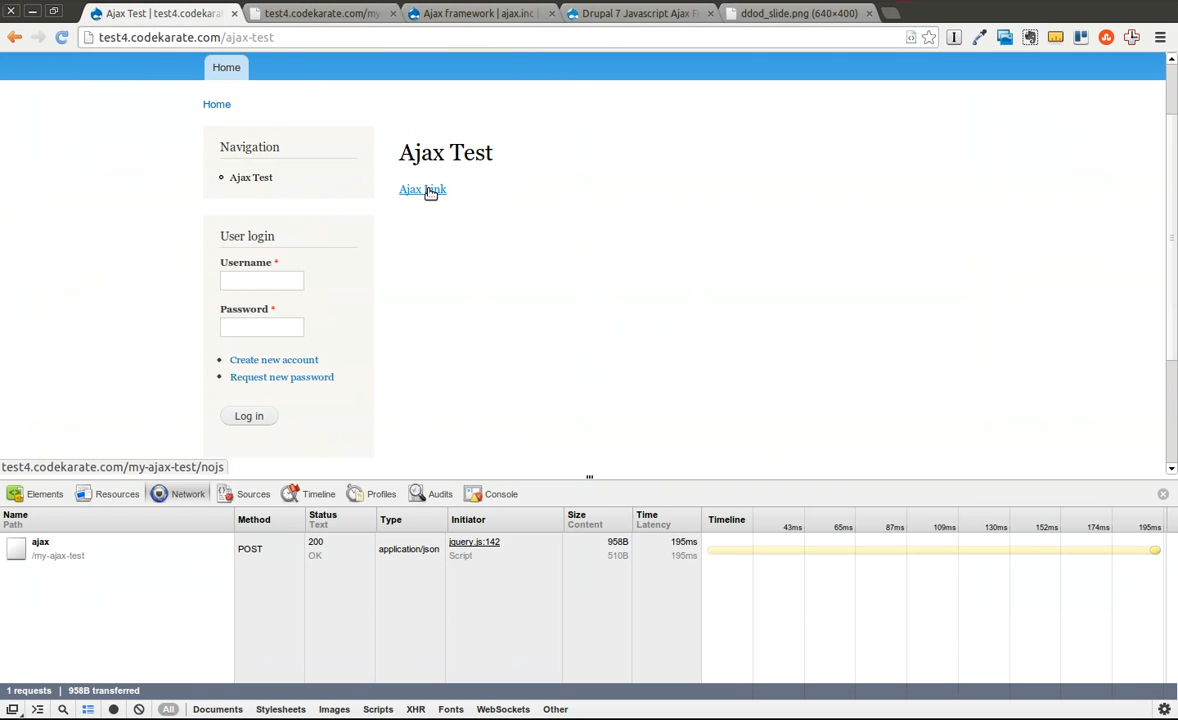 Ajax Test | test4.codekarat
test4.codekarate.com/my-
Ajax framework | ajax.inc |
Drupal 7 Javascript Ajax F
ddod_slide.png (640×400)
test4.codekarate.com/ajax-test
Home
Home
Navigation
Ajax Test
Ajax Test
Ajax Link
User login
Username *
Password *
Create new account
Request new password
Log in
test4.codekarate.com/my-ajax-test/nojs
Elements Resources Network Sources Timeline Profiles Audits Console
Name Method Status Type Initiator Size Time Timeline 43ms 65ms 87ms 109ms 130ms 152ms 174ms 195ms
Path Text Content Latency
ajax POST 200 application/json jquery.js:142 958B 195ms
/my-ajax-test OK Script 510B 195ms
1 requests | 958B transferred
All Documents Stylesheets Images Scripts XHR Fonts WebSockets Other